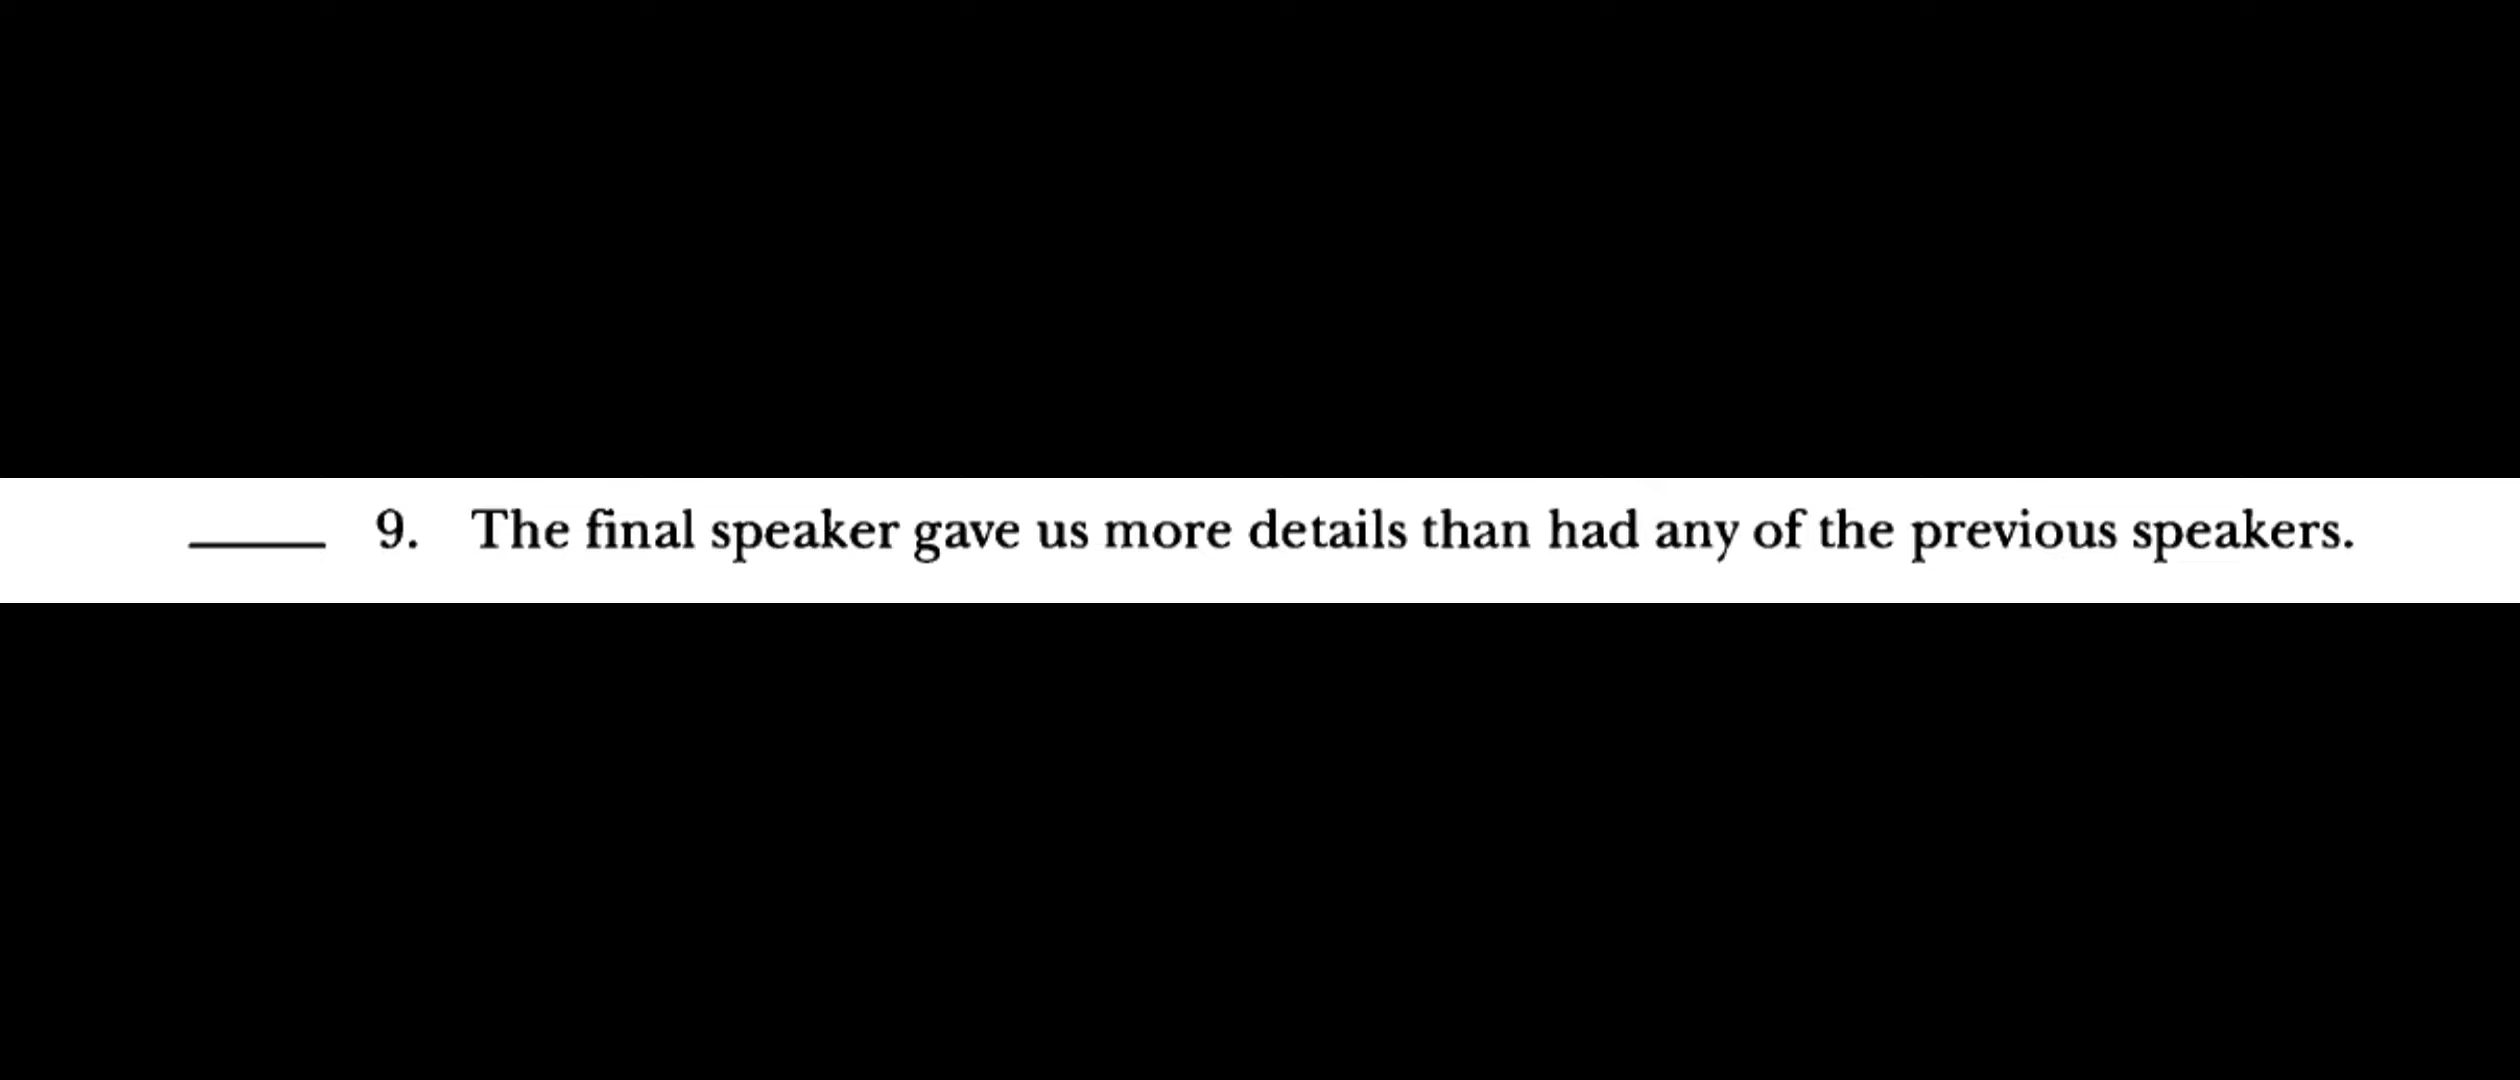 _____ 9. The final speaker gave us more details than had any of the previous speakers.